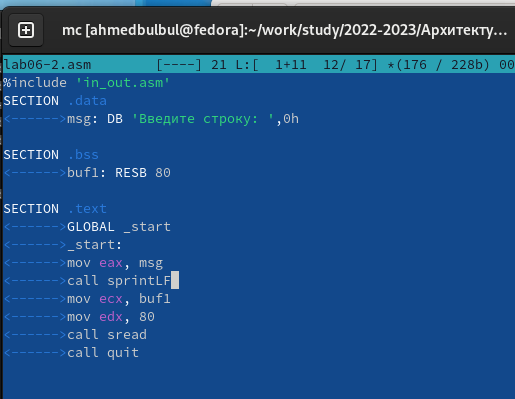 mc [ahmedbulbul@fedora]:~/work/study/2022-2023/Архитекту...
lab06-2.asm [----] 21 L:[ 1+11 12/ 17] *(176 / 228b) 00
%include 'in_out.asm'
SECTION .data
<------>msg: DB 'Введите строку: ',0h
SECTION .bss
<------>buf1: RESB 80
SECTION .text
<------>GLOBAL _start
<------>_start:
<------>mov eax, msg
<------>call sprintLF
<------>mov ecx, buf1
<------>mov edx, 80
<------>call sread
<------>call quit